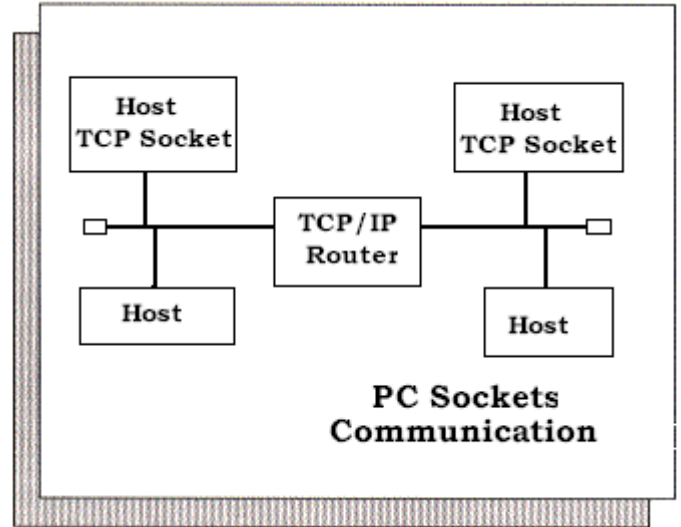 Host
TCP Socket
Host
TCP Socket
TCP/IP
Router
Host
Host
PC Sockets
Communication